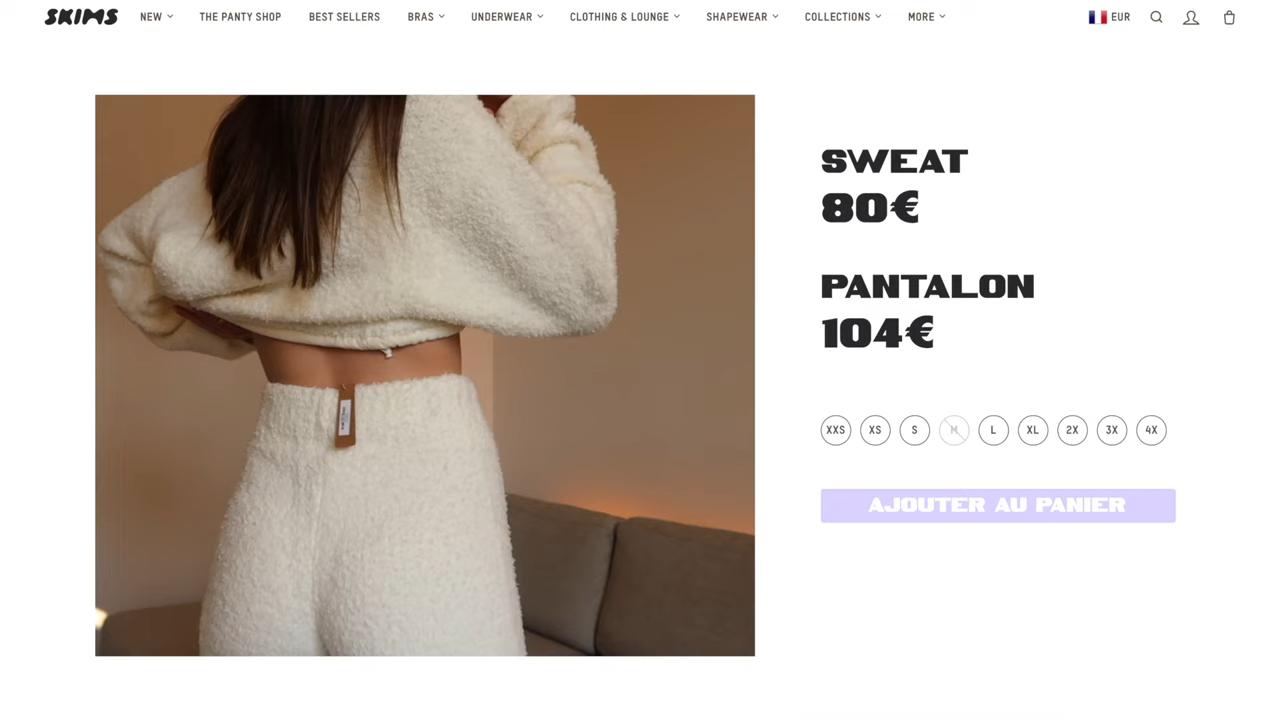 SKIMS
NEW
THE PANTY SHOP
BEST SELLERS
BRAS
UNDERWEAR
CLOTHING & LOUNGE
SHAPEWEAR
COLLECTIONS
MORE
EUR
SWEAT
80€
PANTALON
104€
XXS XS S M L XL 2X 3X 4X
AJOUTER AU PANIER